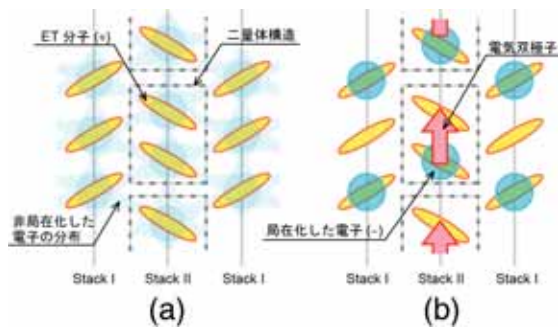 ET 分子(+)
二量体構造
非局在化した
電子の分布
Stack I
Stack II
Stack I
(a)
電気双極子
局在化した電子(-)
Stack I
Stack II
Stack I
(b)